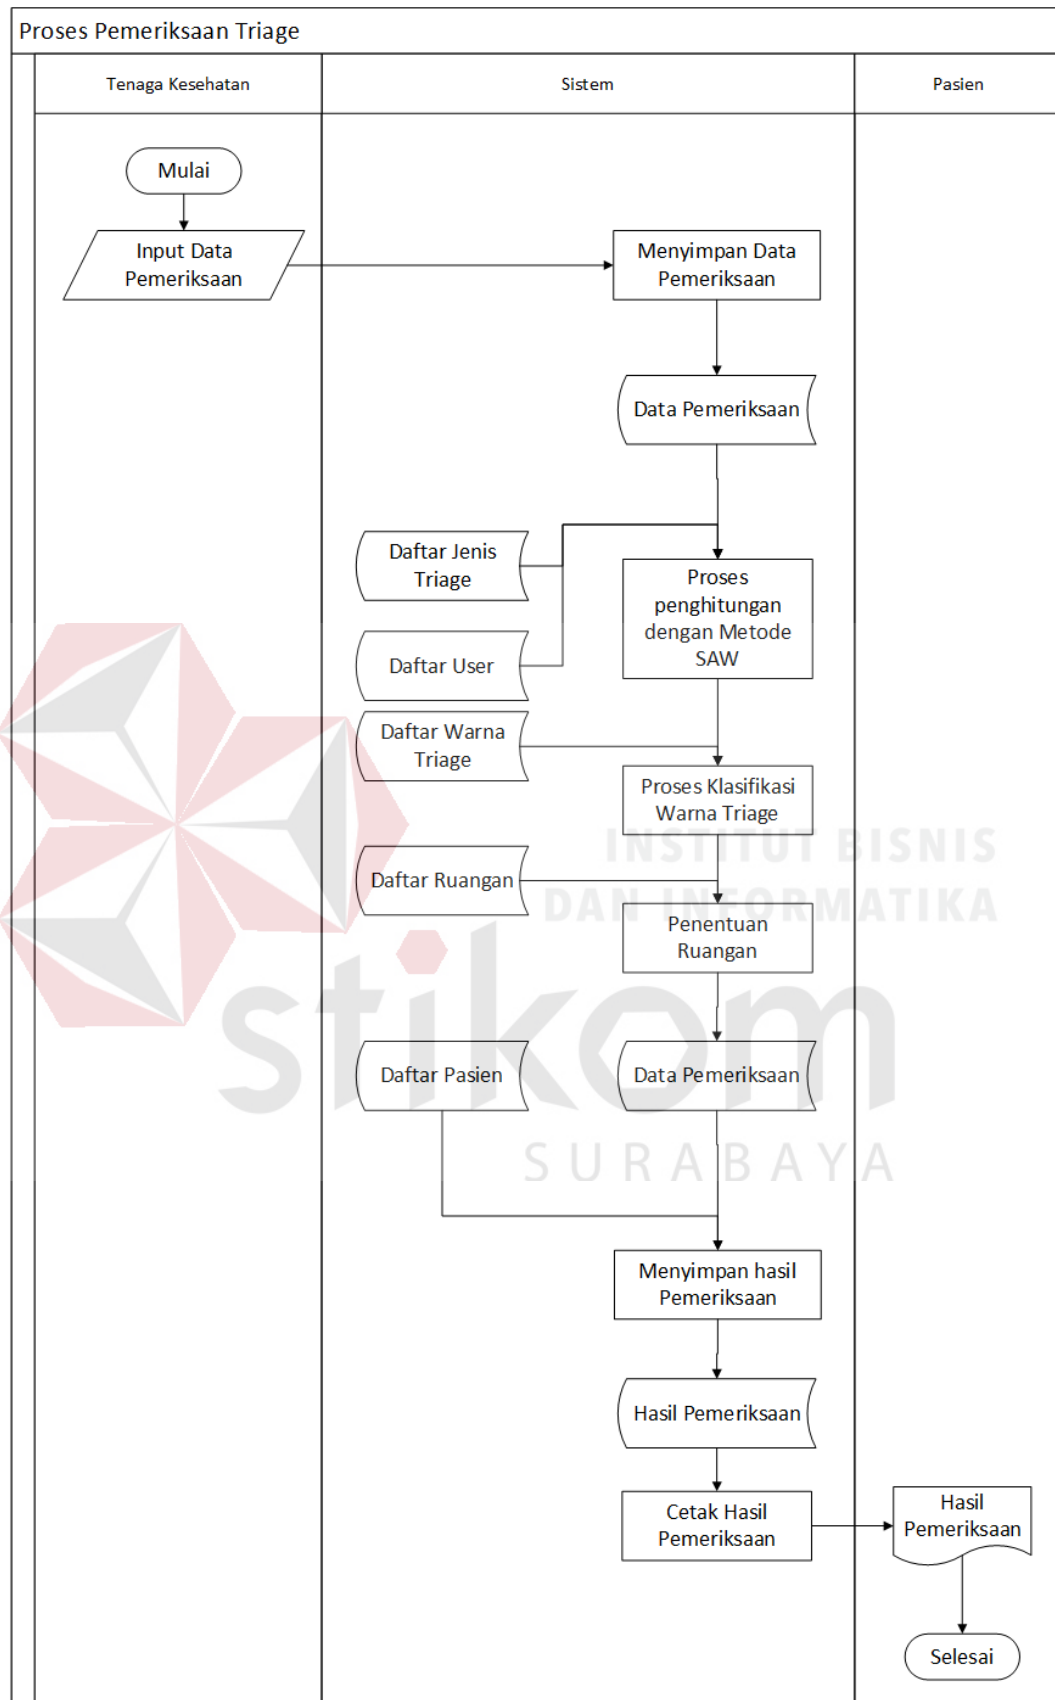 Proses Pemeriksaan Triage
Tenaga Kesehatan
Sistem
Pasien
Mulai
Input Data
Pemeriksaan
Menyimpan Data
Pemeriksaan
Data Pemeriksaan
Daftar Jenis
Triage
Proses
penghitungan
dengan Metode
SAW
Daftar User
Daftar Warna
Triage
Proses Klasifikasi
Warna Triage
INSTITUT BISNIS
DAN INFORMATIKA
Daftar Ruangan
Penentuan
Ruangan
stikom
Daftar Pasien
Data Pemeriksaan
SURABAYA
Menyimpan hasil
Pemeriksaan
Hasil Pemeriksaan
Cetak Hasil
Pemeriksaan
Hasil
Pemeriksaan
Selesai